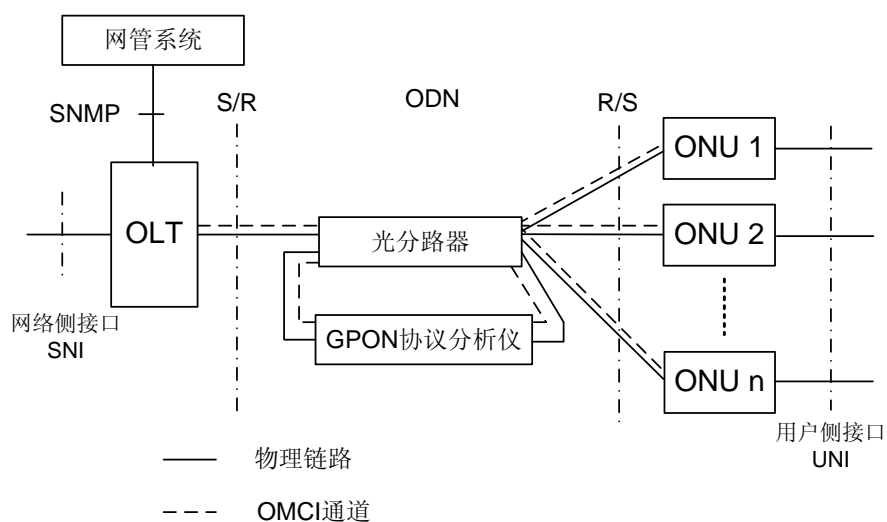 网管系统
SNMP
S/R
ODN
R/S
ONU 1
OLT
光分路器
ONU 2
网络侧接口
SNI
GPON协议分析仪
ONU n
用户侧接口
UNI
物理链路
OMCI通道